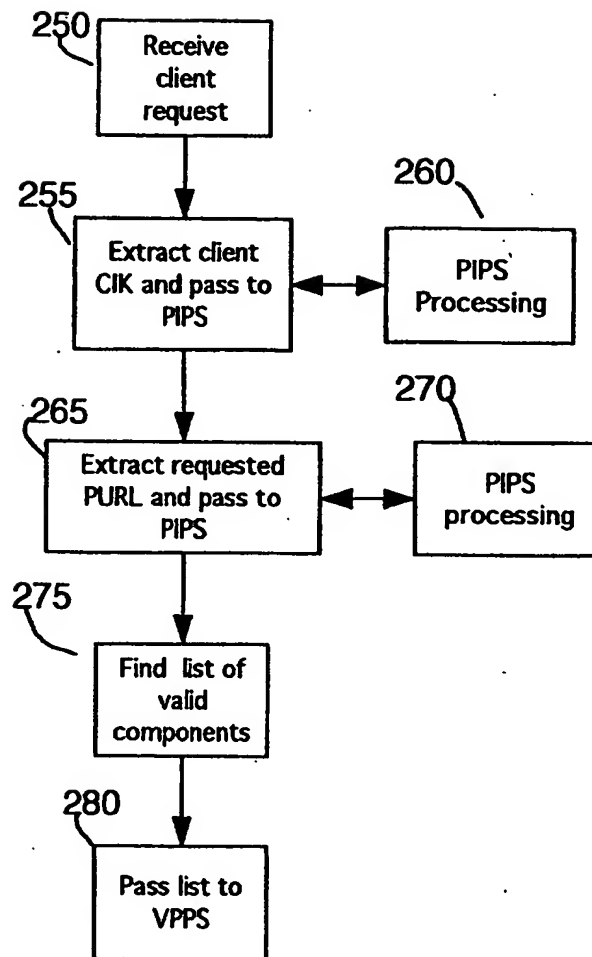 250
Receive
client
request
255
Extract client
CIK and pass to
PIPS
260
PIPS
Processing
265
Extract requested
PURL and pass to
PIPS
270
PIPS
processing
275
Find list of
valid
components
280
Pass list to
VPPS